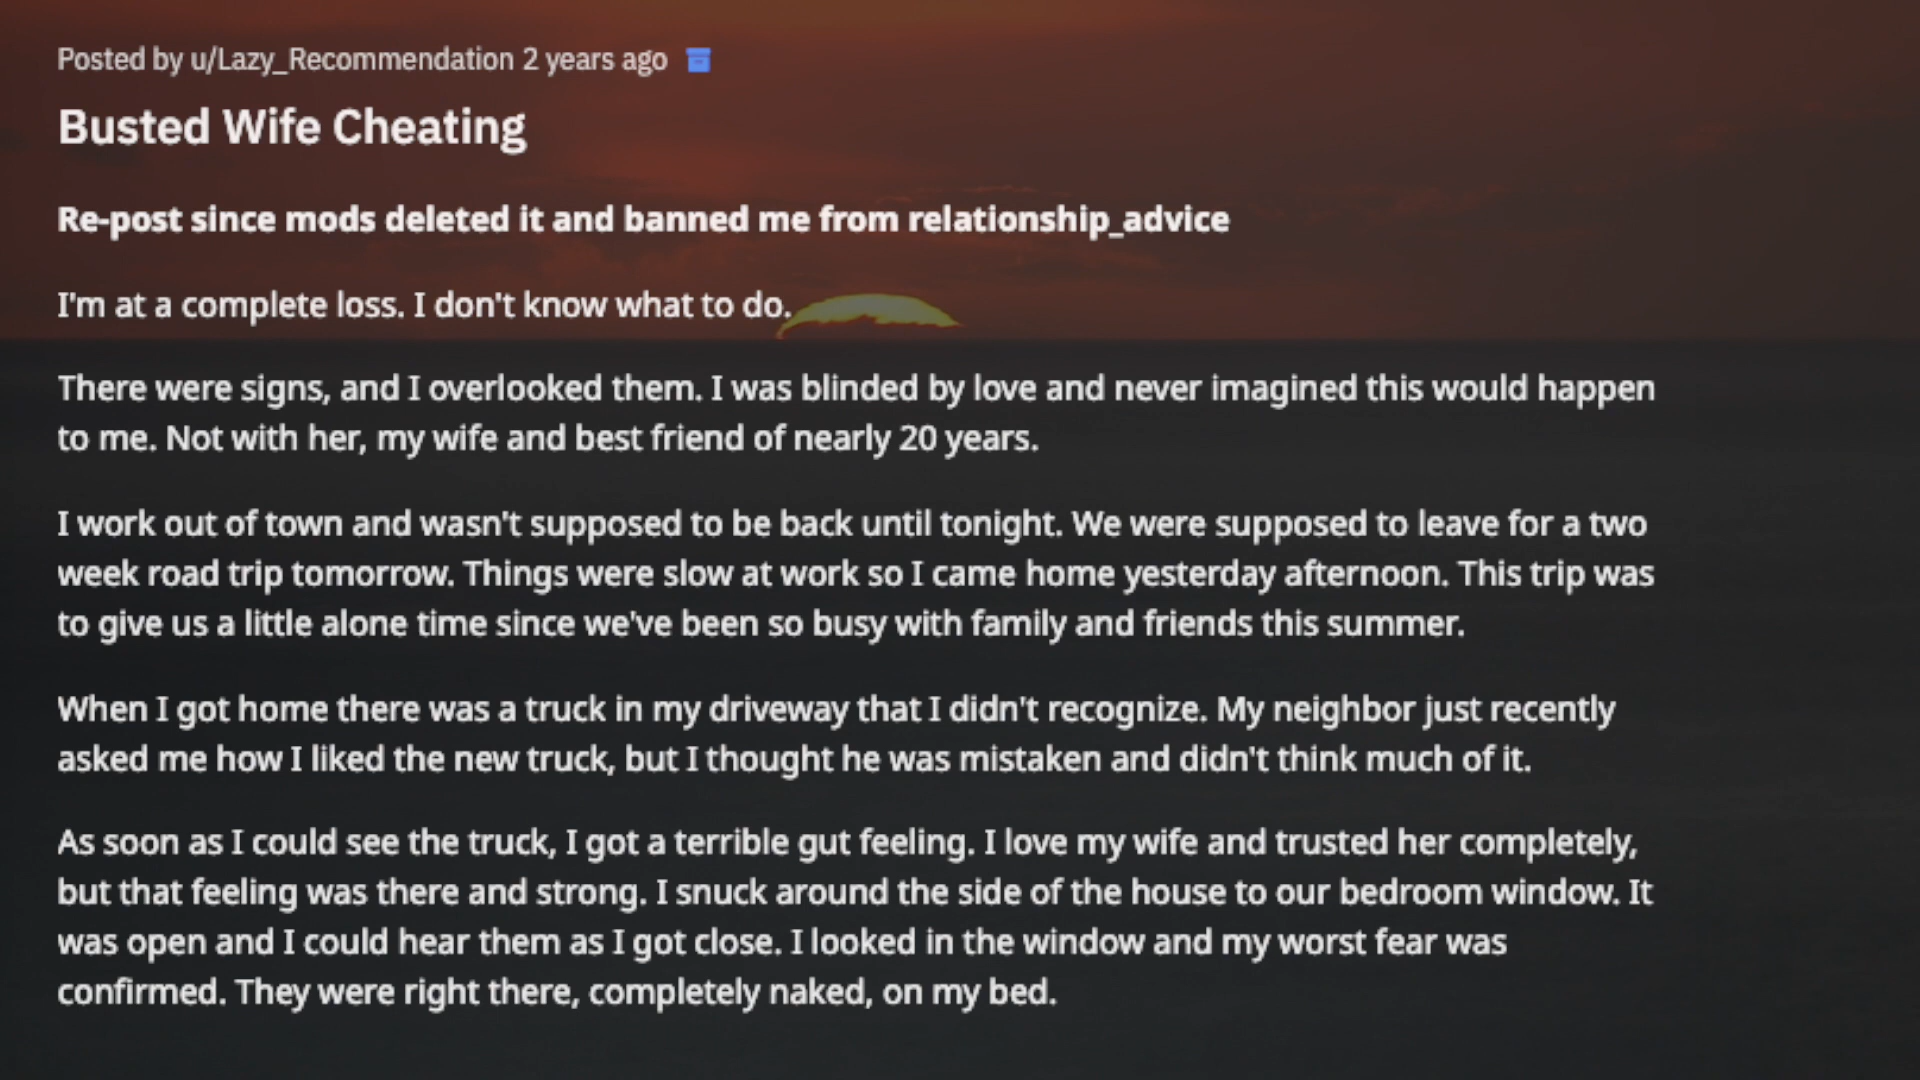 Posted by u/Lazy_Recommendation 2 years ago
Busted Wife Cheating
Re-post since mods deleted it and banned me from relationship_advice
I'm at a complete loss. I don't know what to do.
There were signs, and I overlooked them. I was blinded by love and never imagined this would happen
to me. Not with her, my wife and best friend of nearly 20 years.
I work out of town and wasn't supposed to be back until tonight. We were supposed to leave for a two
week road trip tomorrow. Things were slow at work so I came home yesterday afternoon. This trip was
to give us a little alone time since we've been so busy with family and friends this summer.
When I got home there was a truck in my driveway that I didn't recognize. My neighbor just recently
asked me how I liked the new truck, but I thought he was mistaken and didn't think much of it.
As soon as I could see the truck, I got a terrible gut feeling. I love my wife and trusted her completely,
but that feeling was there and strong. I snuck around the side of the house to our bedroom window. It
was open and I could hear them as I got close. I looked in the window and my worst fear was
confirmed. They were right there, completely naked, on my bed.